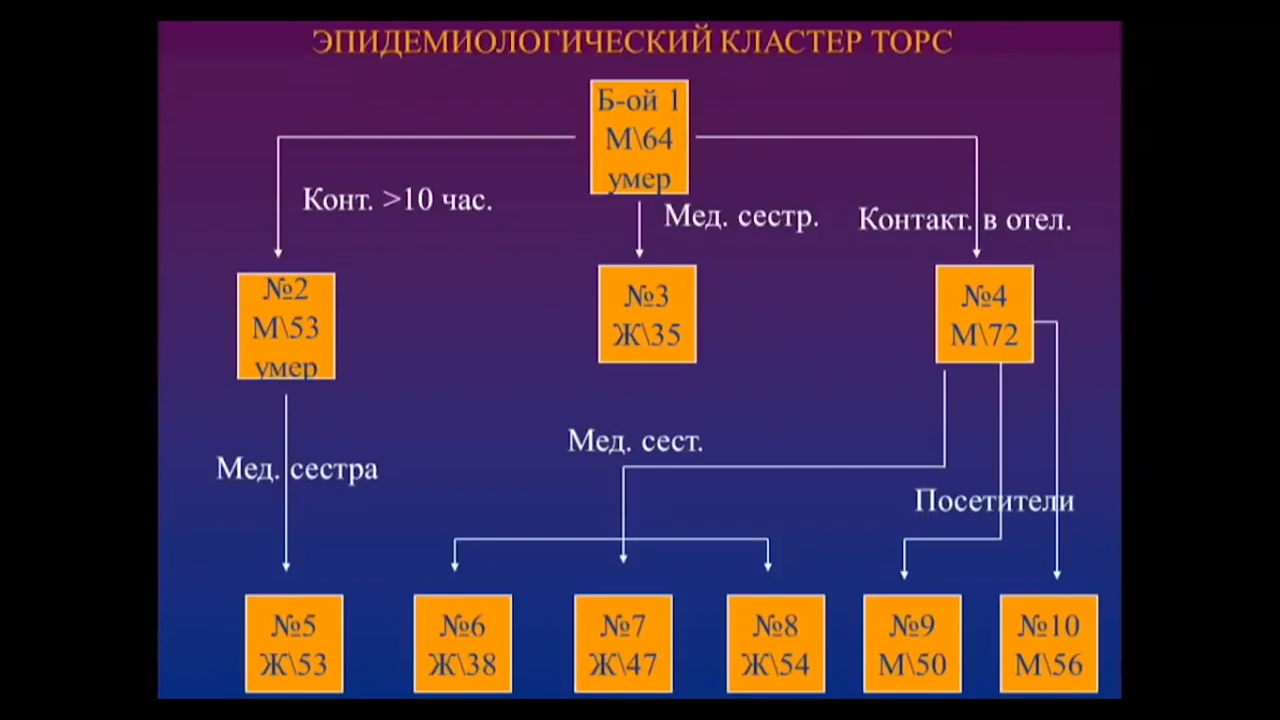 ЭПИДЕМИОЛОГИЧЕСКИЙ КЛАСТЕР ТОРС
Б-ой 1
М\64
умер
Конт. >10 час.
Мед. сестр.
Контакт. в отел.
№2
М\53
умер
№3
Ж\35
№4
М\72
Мед. сестра
Мед. сест.
Посетители
№5
Ж\53
№6
Ж\38
№7
Ж\47
№8
Ж\54
№9
М\50
№10
М\56